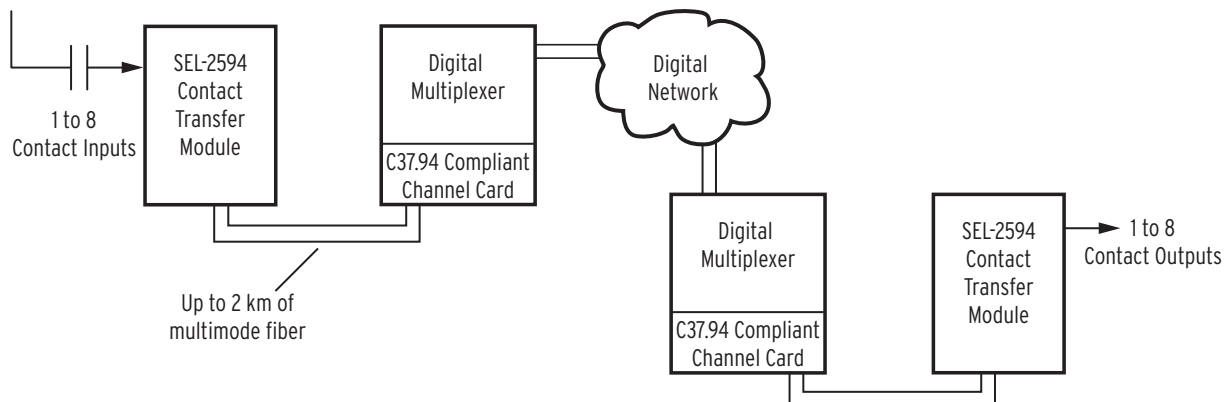 SEL-2594
Contact
Transfer
Module
1 to 8
Contact Inputs
Digital
Multiplexer
C37.94 Compliant
Channel Card
Digital
Network
Up to 2 km of
multimode fiber
Digital
Multiplexer
C37.94 Compliant
Channel Card
SEL-2594
Contact
Transfer
Module
1 to 8
Contact Outputs